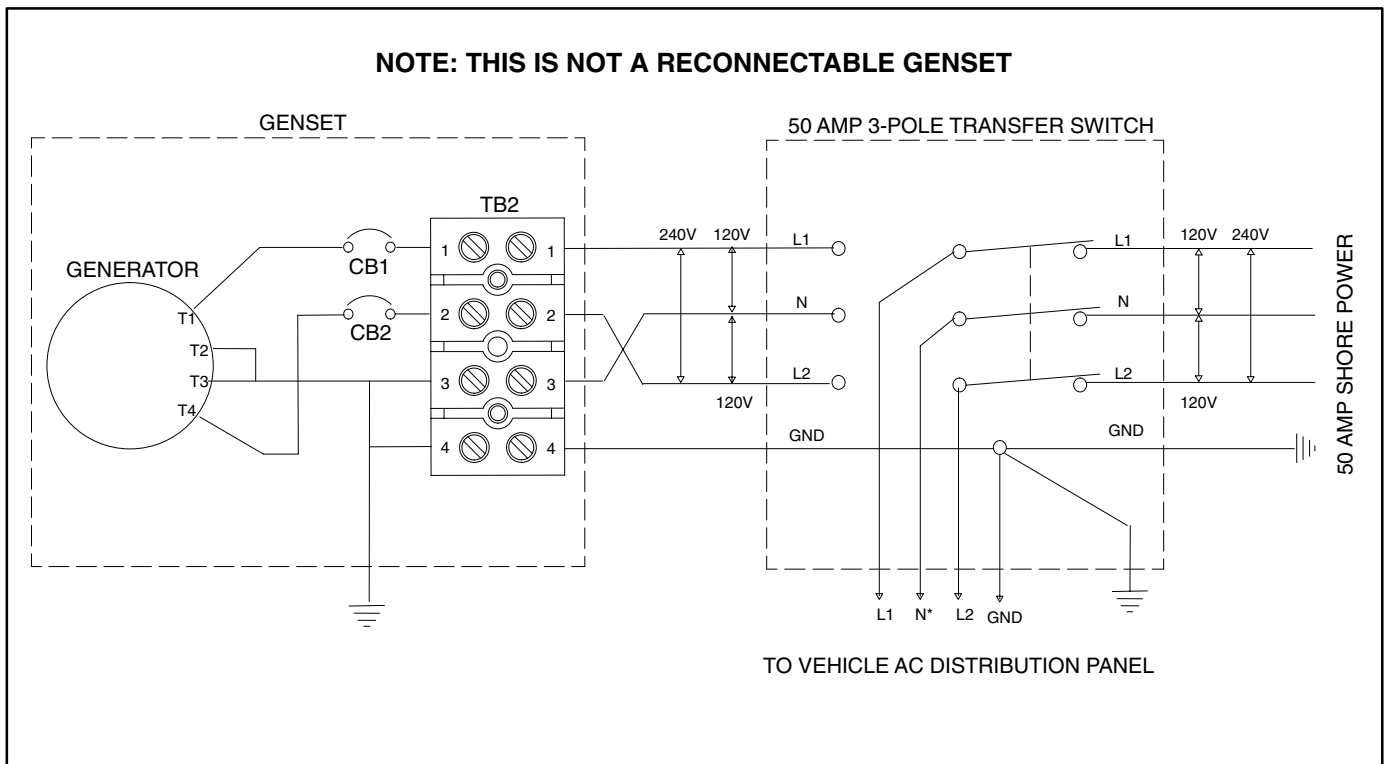 NOTE: THIS IS NOT A RECONNECTABLE GENSET
GENSET
50 AMP 3-POLE TRANSFER SWITCH
TB2
GENERATOR
T1
T2
T3
T4
CB1
CB2
1 1
2 2
3 3
4 4
240V 120V
120V
L1
N
L2
GND
L1
N
L2
GND
120V 240V
120V
50 AMP SHORE POWER
L1 N* L2 GND
TO VEHICLE AC DISTRIBUTION PANEL